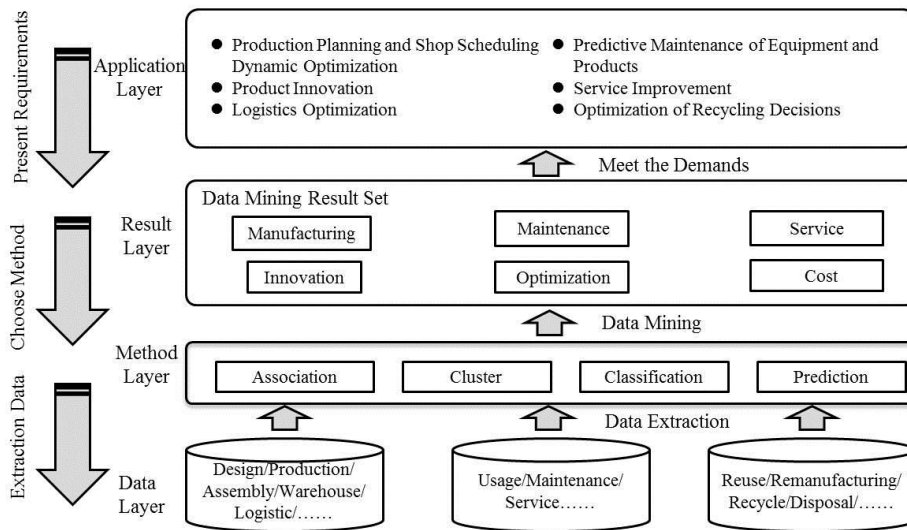 Present Requirements
Application
Layer
● Production Planning and Shop Scheduling
Dynamic Optimization
● Product Innovation
● Logistics Optimization
● Predictive Maintenance of Equipment and
Products
● Service Improvement
● Optimization of Recycling Decisions
Meet the Demands
Choose Method
Result
Layer
Data Mining Result Set
Manufacturing
Maintenance
Service
Innovation
Optimization
Cost
Data Mining
Method
Layer
Association
Cluster
Classification
Prediction
Extraction Data
Data Extraction
Data
Layer
Design/Production/
Assembly/Warehouse/
Logistic/……
Usage/Maintenance/
Service……
Reuse/Remanufacturing/
Recycle/Disposal/……